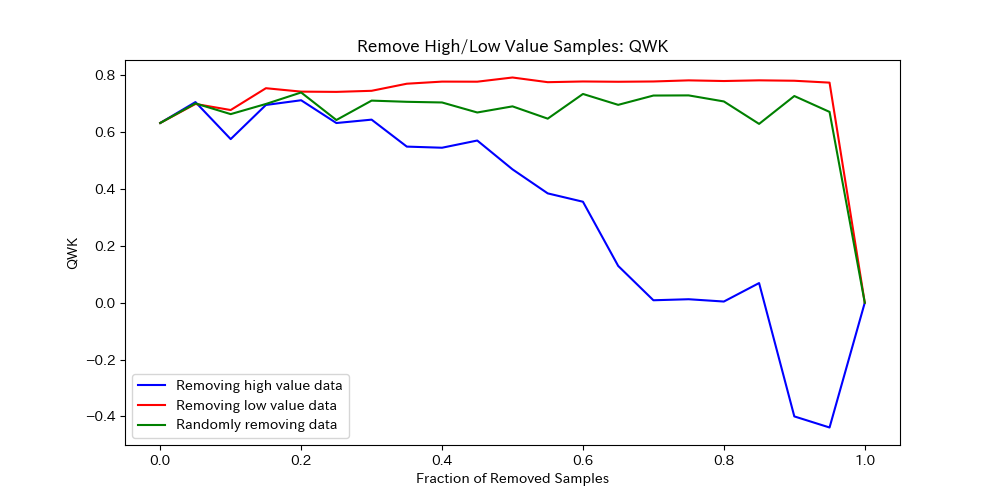 Remove High/Low Value Samples: QWK
QWK
0.8
0.6
0.4
0.2
0.0
−0.2
−0.4
Removing high value data
Removing low value data
Randomly removing data
0.0 0.2 0.4 0.6 0.8 1.0
Fraction of Removed Samples